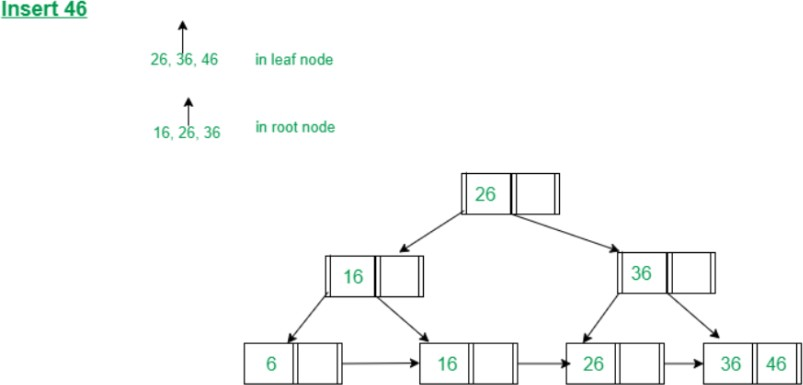 Insert 46
26, 36, 46 in leaf node
16, 26, 36 in root node
26
16
36
6
16
26
36 46